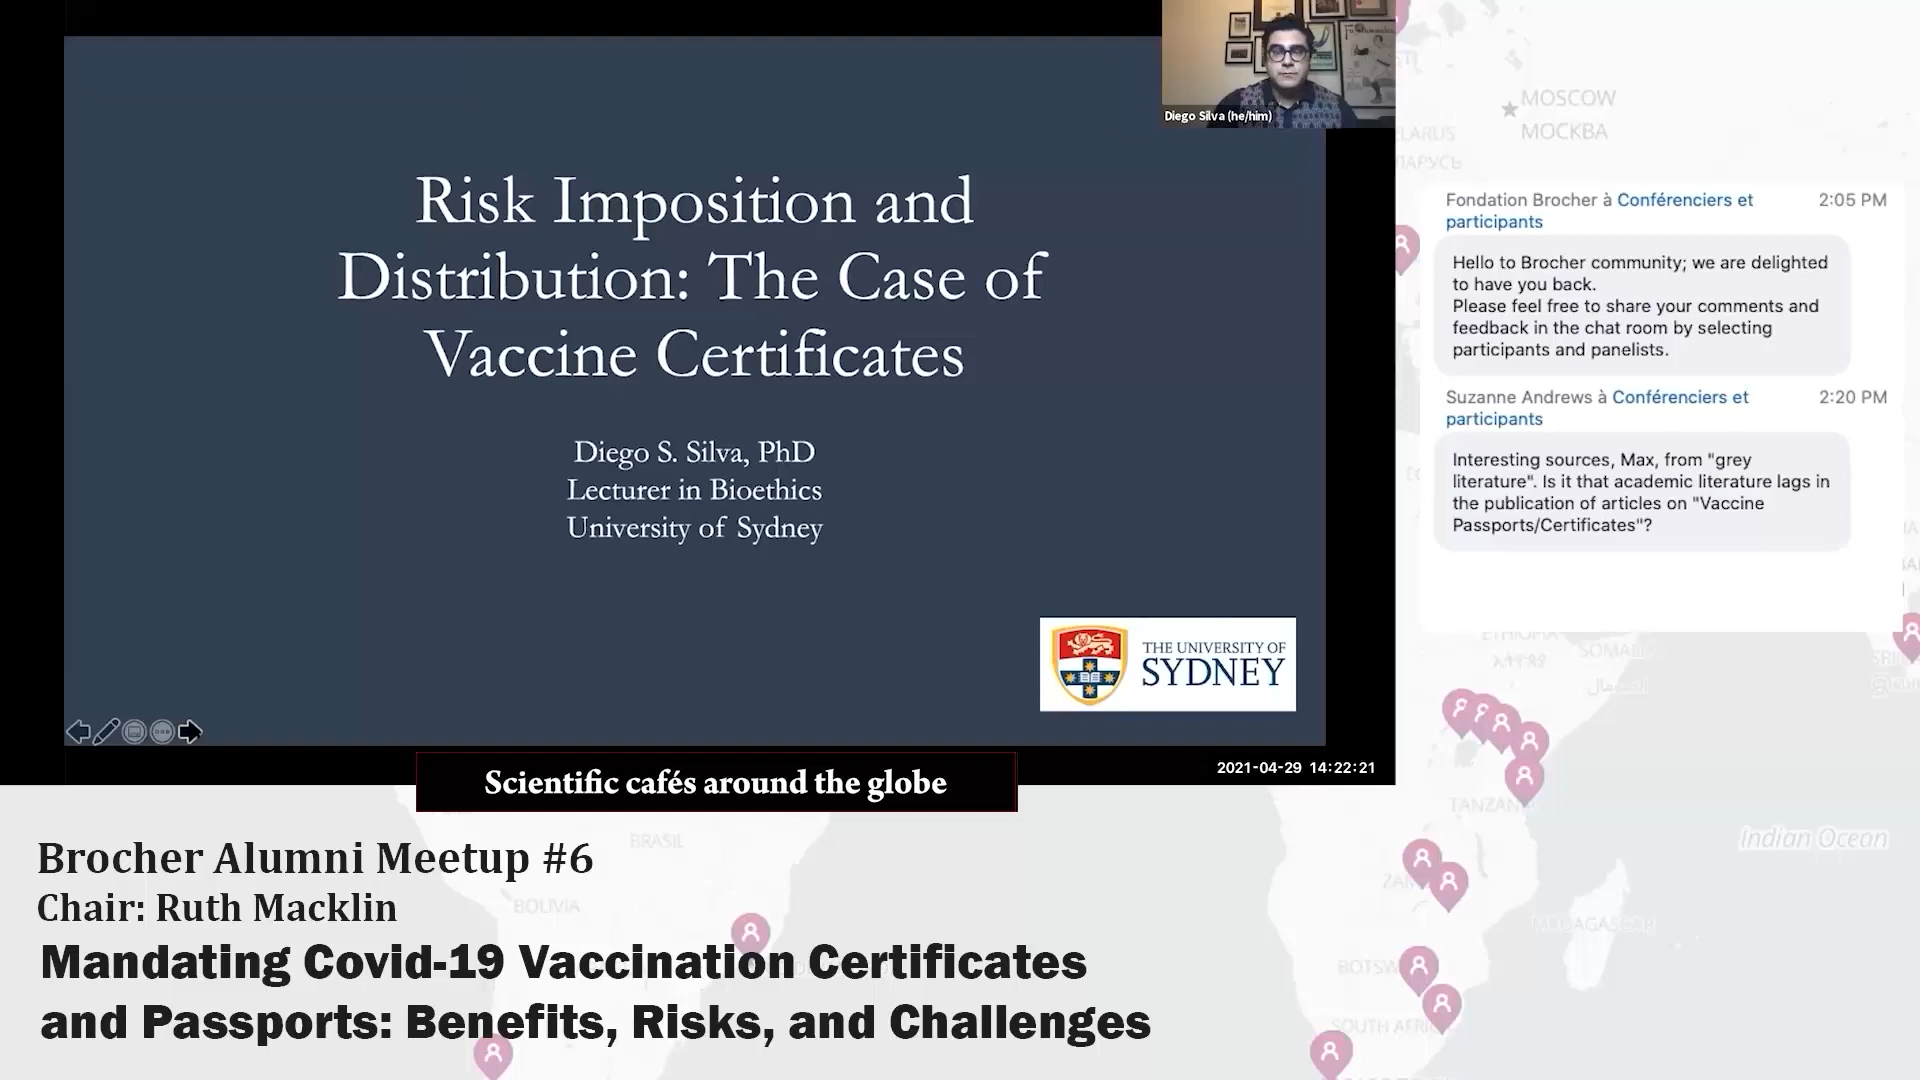 Risk Imposition and
Distribution: The Case of
Vaccine Certificates
Diego S. Silva, PhD
Lecturer in Bioethics
University of Sydney
THE UNIVERSITY OF
SYDNEY
Diego Silva (he/him)
2021-04-29 14:22:21
Scientific cafés around the globe
Brocher Alumni Meetup #6
Chair: Ruth Macklin
Mandating Covid-19 Vaccination Certificates
and Passports: Benefits, Risks, and Challenges
Fondation Brocher à Conférenciers et
participants
2:05 PM
Hello to Brocher community; we are delighted
to have you back.
Please feel free to share your comments and
feedback in the chat room by selecting
participants and panelists.
Suzanne Andrews à Conférenciers et
participants
2:20 PM
Interesting sources, Max, from "grey
literature". Is it that academic literature lags in
the publication of articles on "Vaccine
Passports/Certificates"?
MOSCOW
МОСКВА
ETHIOPIA
Indian Ocean
BRASIL
BOLIVIA
MADAGASCAR